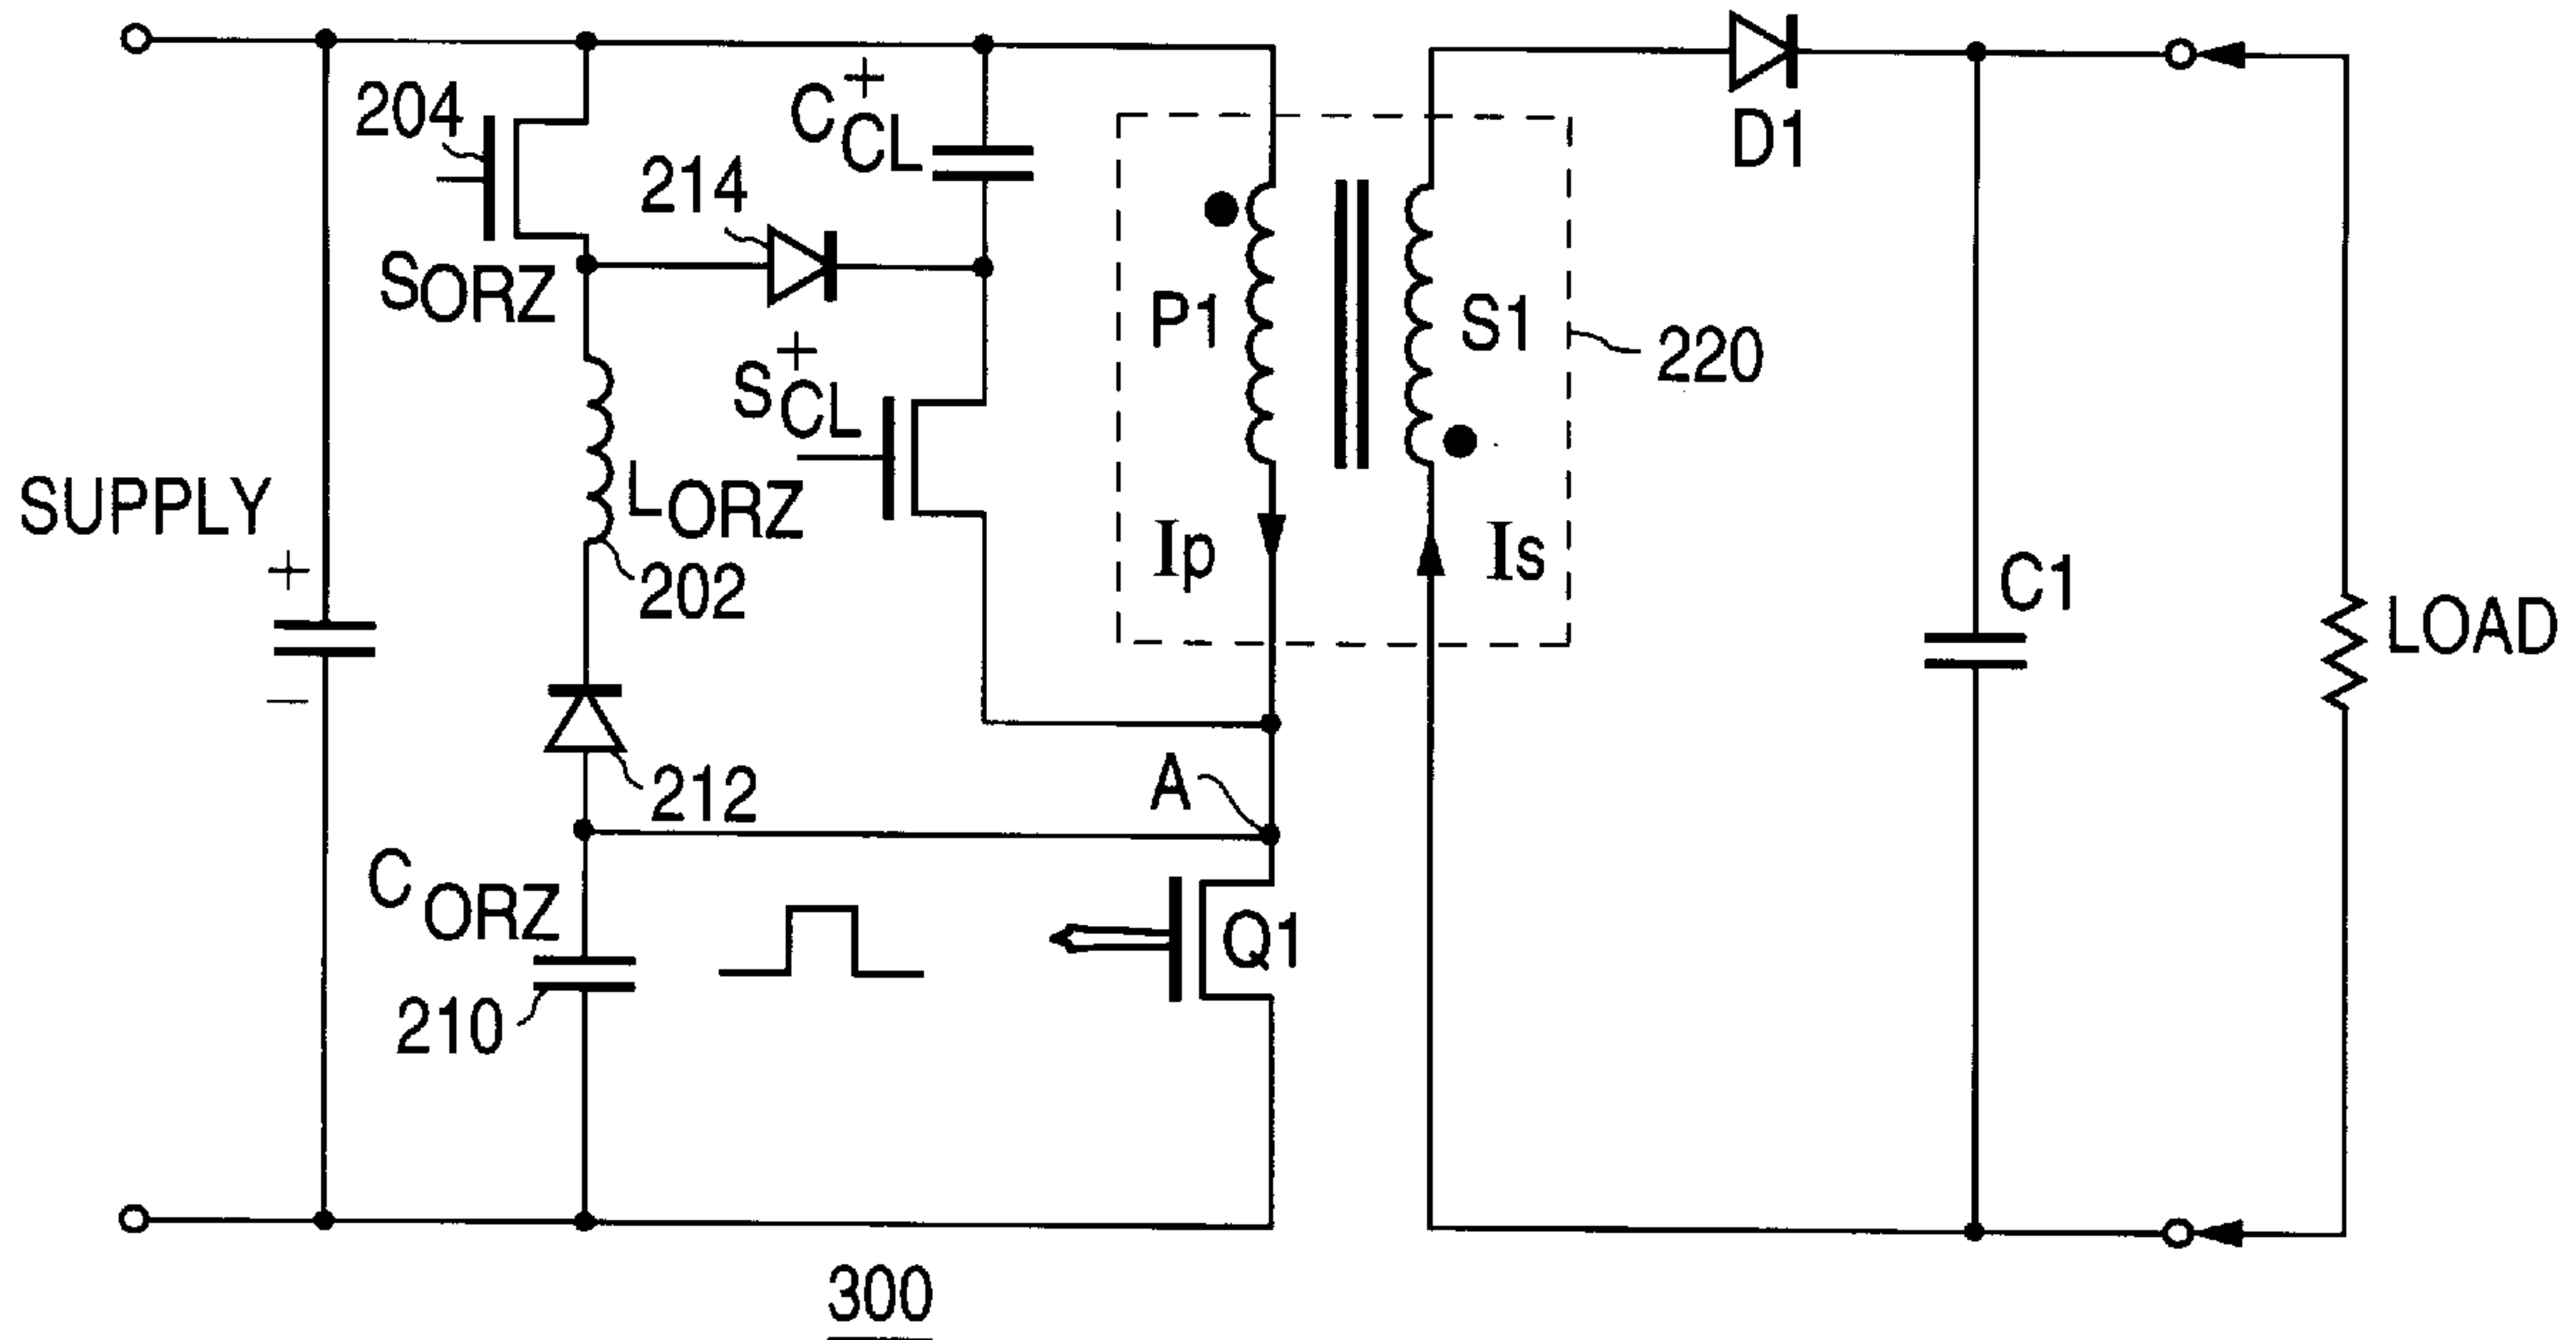 204
C+CL
D1
214
SORZ
P1
S1
220
S+CL
SUPPLY
+
−
LORZ
202
Ip
Is
C1
LOAD
212
A
CORZ
210
Q1
300